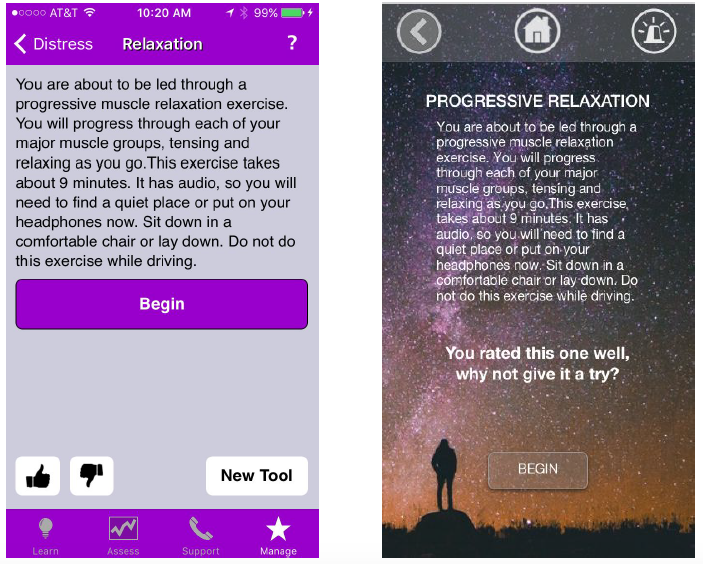 AT&T 10:20 AM 99%
Distress Relaxation ?
You are about to be led through a
progressive muscle relaxation exercise.
You will progress through each of your
major muscle groups, tensing and
relaxing as you go.This exercise takes
about 9 minutes. It has audio, so you will
need to find a quiet place or put on your
headphones now. Sit down in a
comfortable chair or lay down. Do not do
this exercise while driving.
Begin
New Tool
Learn Assess Support Manage
PROGRESSIVE RELAXATION
You are about to be led through a
progressive muscle relaxation
exercise. You will progress
through each of your major
muscle groups, tensing and
relaxing as you go.This exercise
takes about 9 minutes. It has
audio, so you will need to find a
quiet place or put on your
headphones now. Sit down in a
comfortable chair or lay down. Do
not do this exercise while driving.
You rated this one well,
why not give it a try?
BEGIN